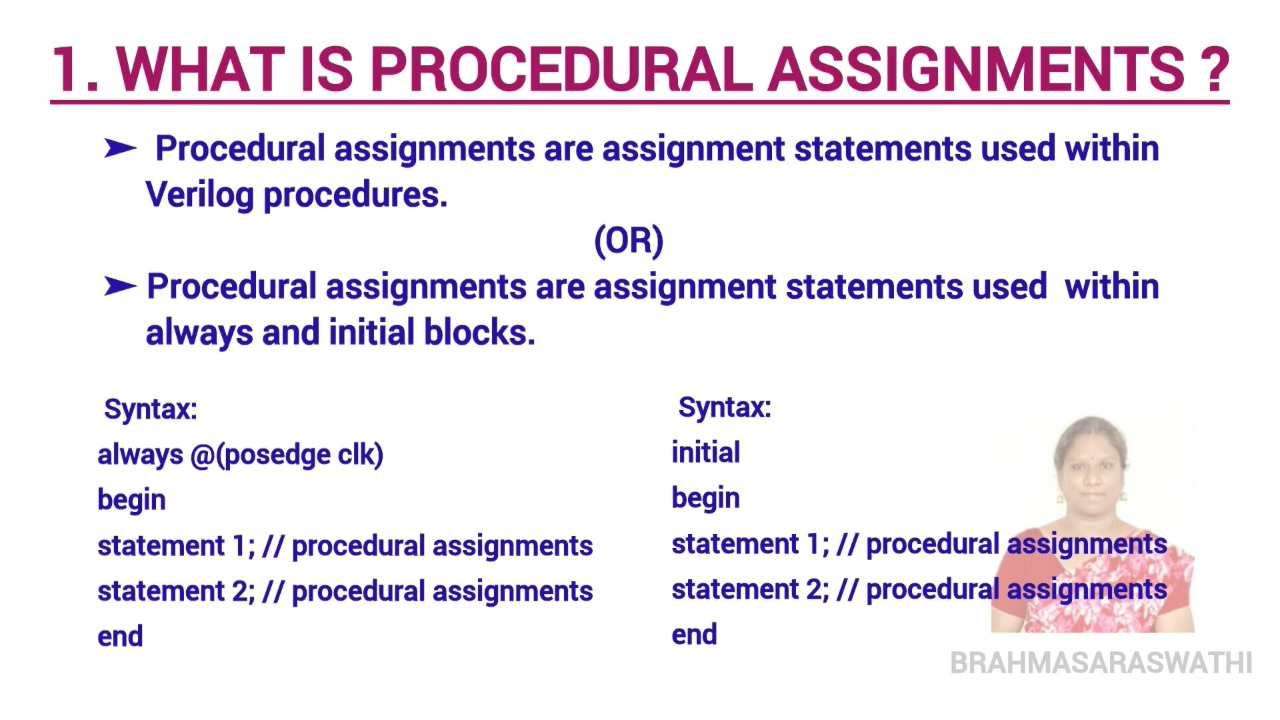 1. WHAT IS PROCEDURAL ASSIGNMENTS ?
➤ Procedural assignments are assignment statements used within
Verilog procedures.
(OR)
➤ Procedural assignments are assignment statements used within
always and initial blocks.
Syntax:
always @(posedge clk)
begin
statement 1; // procedural assignments
statement 2; // procedural assignments
end
Syntax:
initial
begin
statement 1; // procedural assignments
statement 2; // procedural assignments
end
BRAHMASARASWATHI